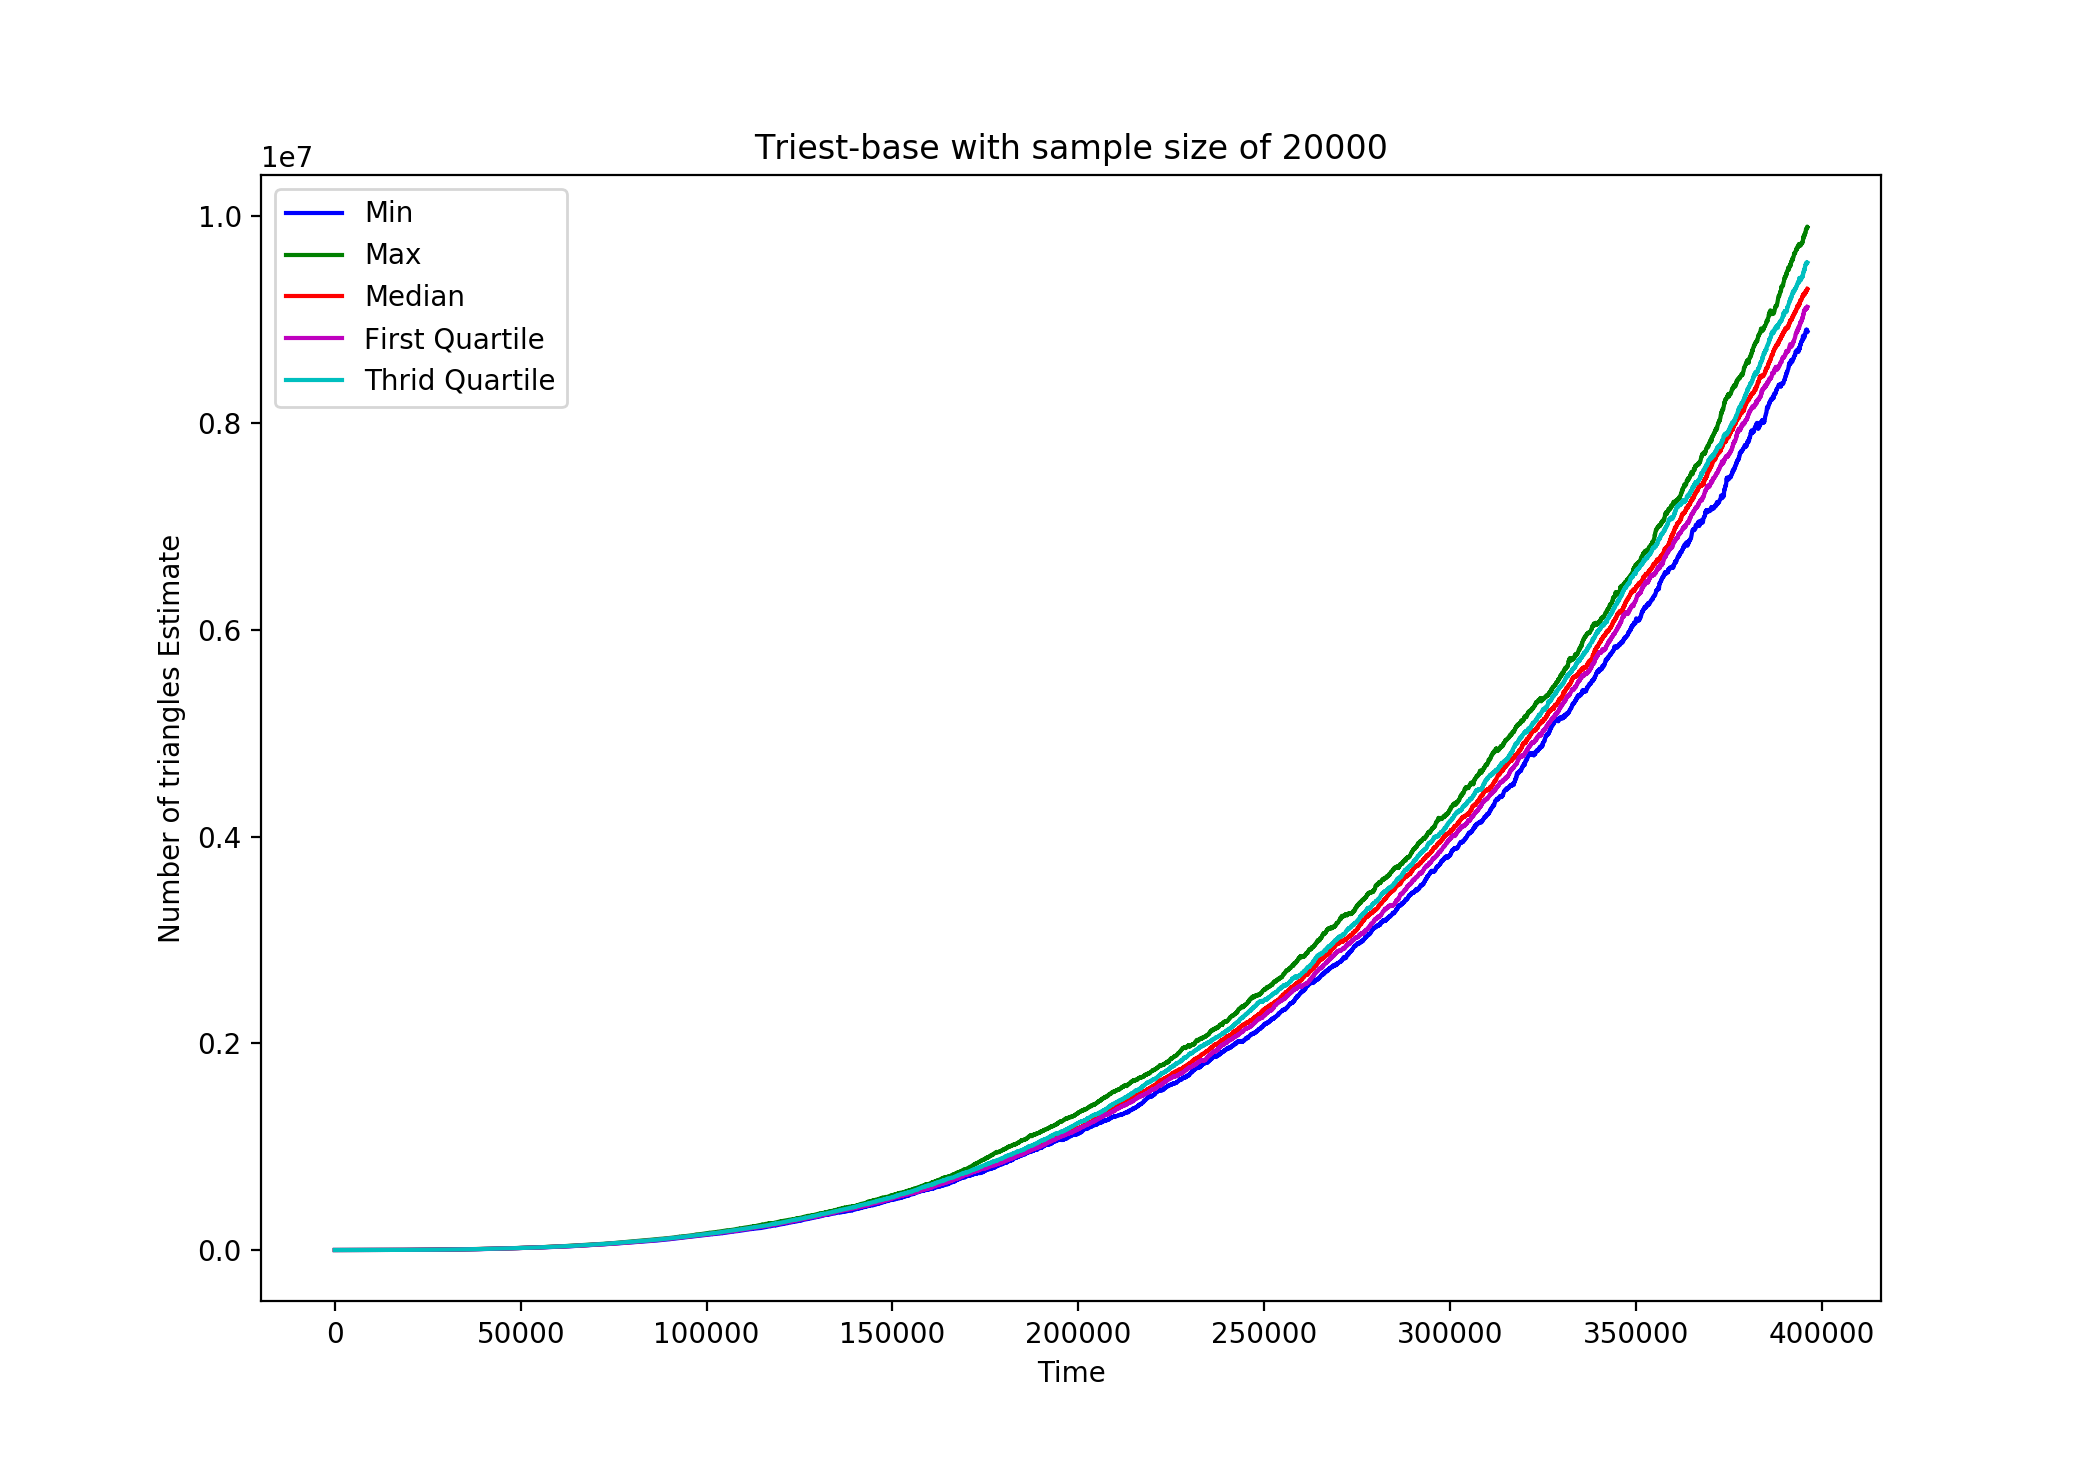 Triest-base with sample size of 20000
1e7
Min
Max
Median
First Quartile
Thrid Quartile
1.0
0.8
0.6
0.4
0.2
0.0
Number of triangles Estimate
0 50000 100000 150000 200000 250000 300000 350000 400000
Time